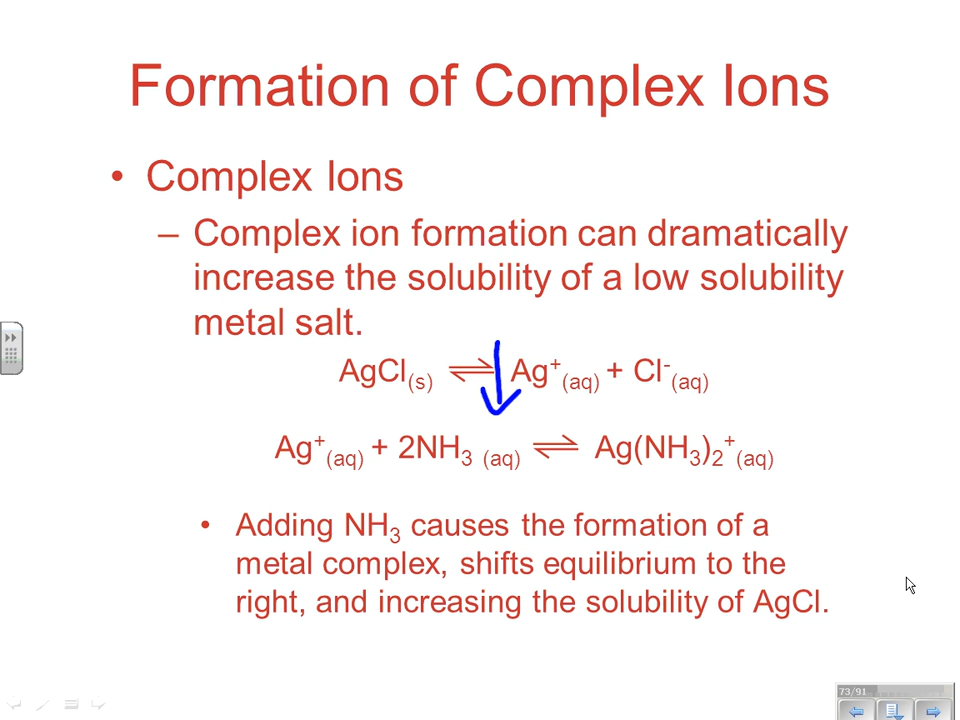 Formation of Complex Ions
• Complex Ions
– Complex ion formation can dramatically
increase the solubility of a low solubility
metal salt.
AgCl(s) ⇌ Ag⁺(aq) + Cl⁻(aq)
Ag⁺(aq) + 2NH₃ (aq) ⇌ Ag(NH₃)₂⁺(aq)
• Adding NH₃ causes the formation of a
metal complex, shifts equilibrium to the
right, and increasing the solubility of AgCl.
73/91